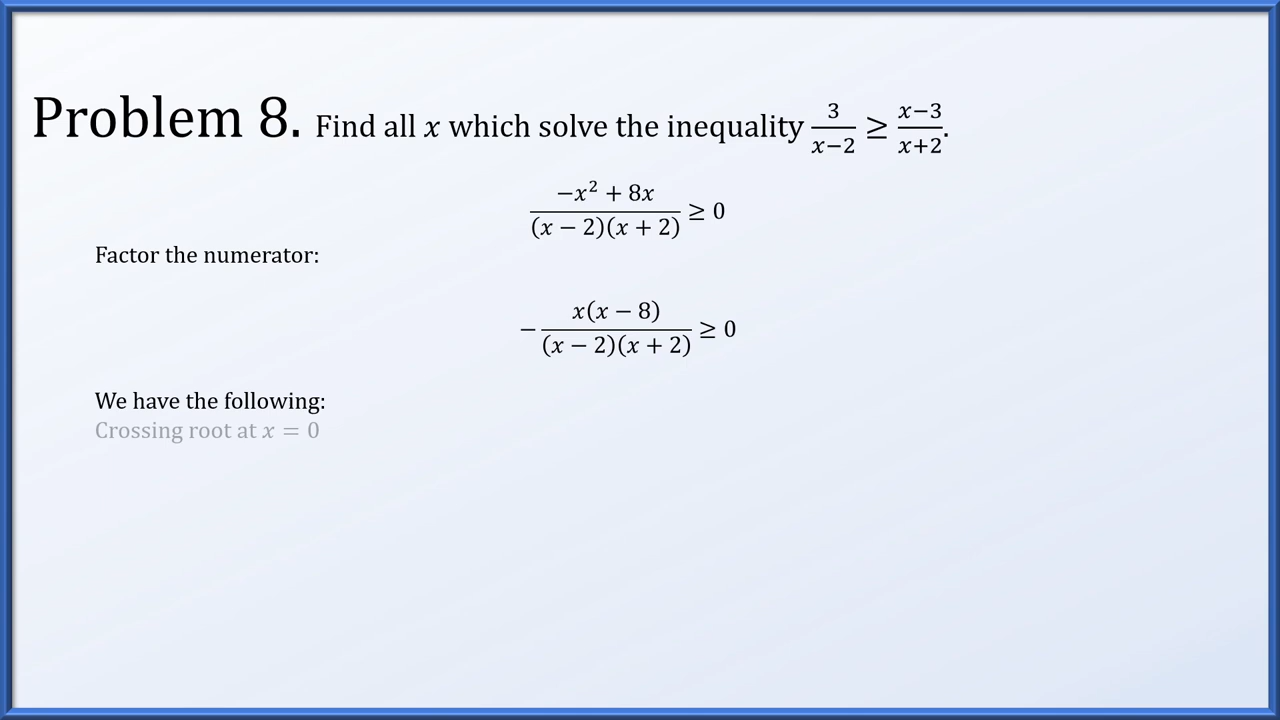 Problem 8. Find all x which solve the inequality 3/(x−2) ≥ (x−3)/(x+2).
(−x² + 8x)/((x − 2)(x + 2)) ≥ 0
Factor the numerator:
− x(x − 8)/((x − 2)(x + 2)) ≥ 0
We have the following:
Crossing root at x = 0